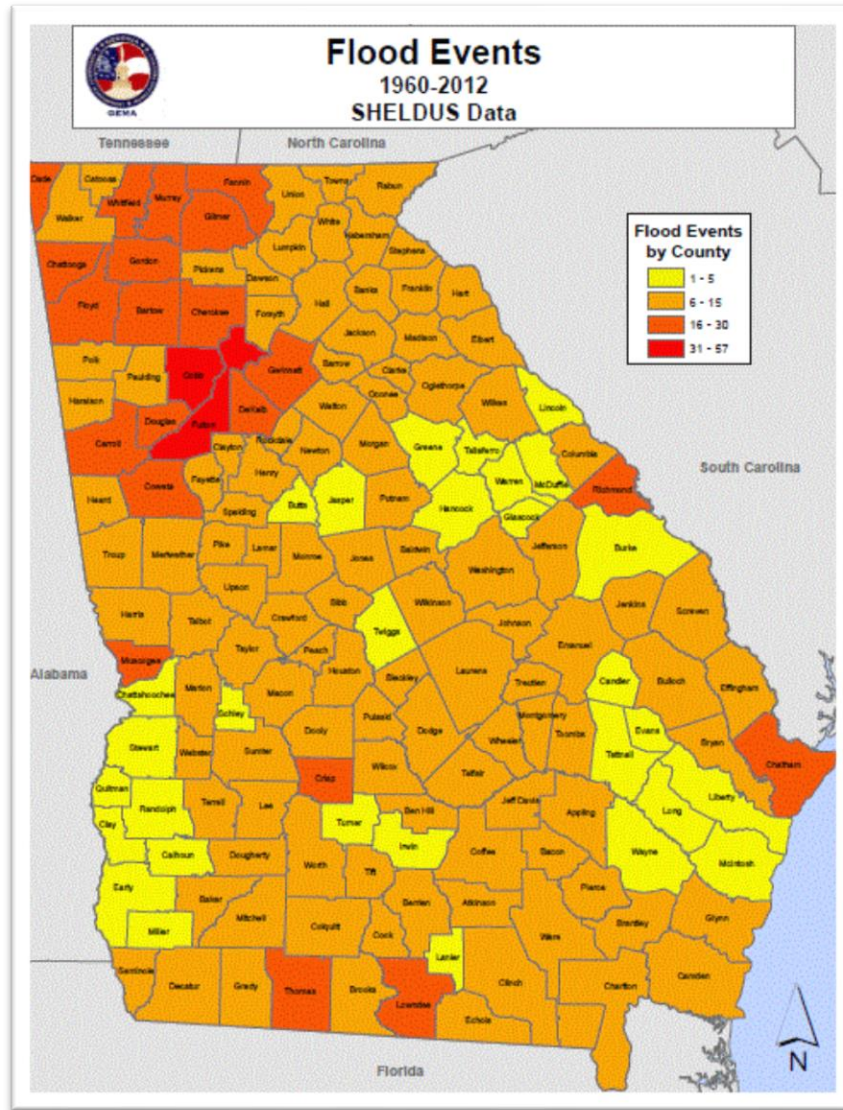 Flood Events
1960-2012
SHELDUS Data
GEMA
Tennessee
North Carolina
Flood Events
by County
1 - 5
6 - 15
16 - 30
31 - 57
Dade
Catoosa
Whitfield
Murray
Fannin
Union
Towns
Rabun
Walker
Gilmer
White
Habersham
Lumpkin
Stephens
Chattooga
Gordon
Pickens
Dawson
Banks
Franklin
Hart
Floyd
Bartow
Cherokee
Forsyth
Hall
Jackson
Madison
Elbert
Polk
Paulding
Cobb
Gwinnett
Barrow
Clarke
Oconee
Oglethorpe
Wilkes
Lincoln
Haralson
Douglas
Fulton
DeKalb
Walton
Carroll
Clayton
Rockdale
Newton
Morgan
Greene
Taliaferro
Warren
McDuffie
Columbia
South Carolina
Richmond
Heard
Coweta
Fayette
Henry
Spalding
Butts
Jasper
Putnam
Hancock
Glascock
Burke
Troup
Meriwether
Pike
Lamar
Monroe
Jones
Baldwin
Washington
Jefferson
Upson
Harris
Talbot
Crawford
Bibb
Twiggs
Wilkinson
Johnson
Jenkins
Screven
Emanuel
Muscogee
Taylor
Peach
Houston
Laurens
Alabama
Chattahoochee
Marion
Schley
Macon
Bleckley
Treutlen
Candler
Bulloch
Effingham
Stewart
Webster
Sumter
Dooly
Pulaski
Dodge
Wheeler
Montgomery
Toombs
Tattnall
Evans
Bryan
Chatham
Quitman
Randolph
Terrell
Lee
Crisp
Wilcox
Telfair
Clay
Calhoun
Dougherty
Turner
Ben Hill
Irwin
Jeff Davis
Appling
Long
Liberty
Early
Worth
Tift
Coffee
Bacon
Wayne
McIntosh
Miller
Baker
Mitchell
Colquitt
Cook
Berrien
Atkinson
Pierce
Brantley
Glynn
Seminole
Decatur
Grady
Thomas
Brooks
Lowndes
Lanier
Echols
Clinch
Ware
Charlton
Camden
Florida
N